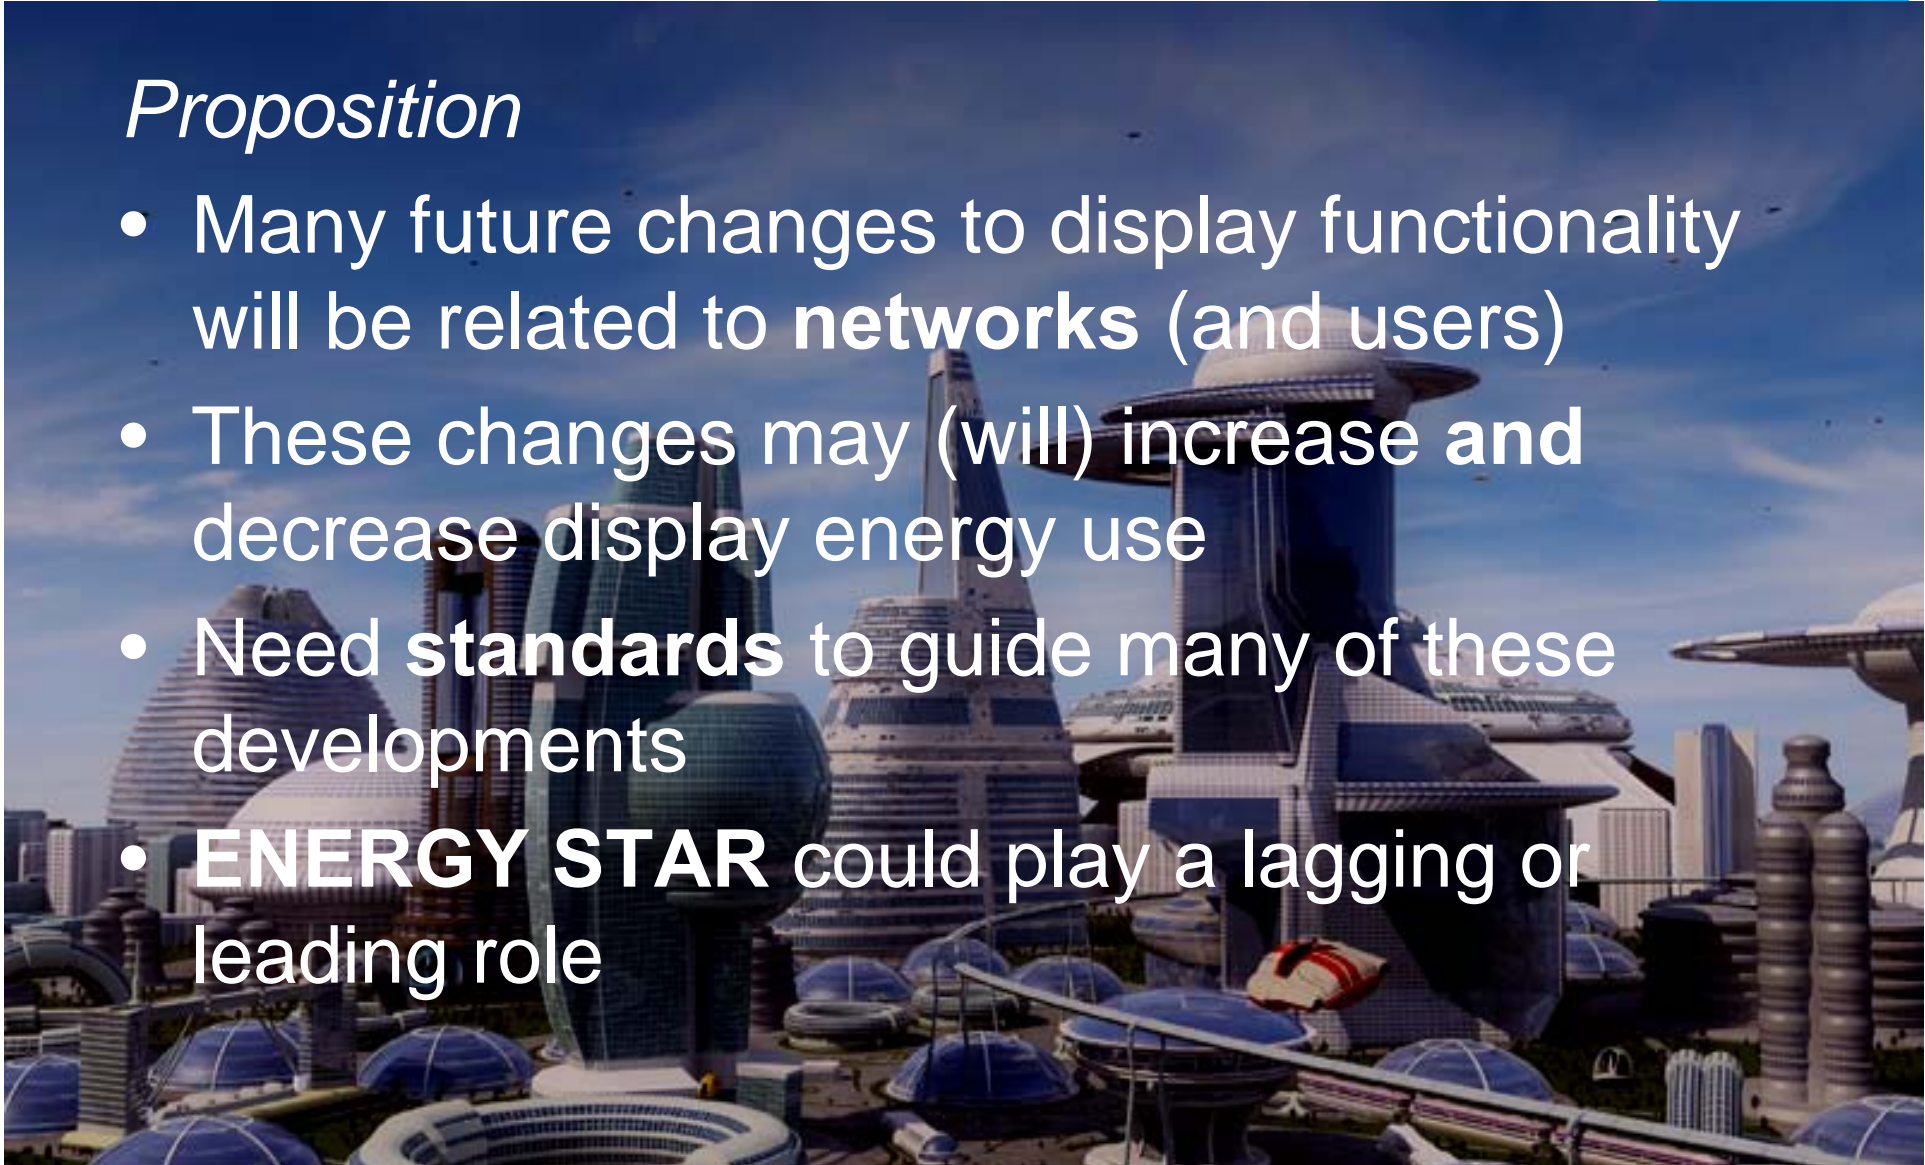 Proposition
• Many future changes to display functionality
will be related to networks (and users)
• These changes may (will) increase and
decrease display energy use
• Need standards to guide many of these
developments
• ENERGY STAR could play a lagging or
leading role